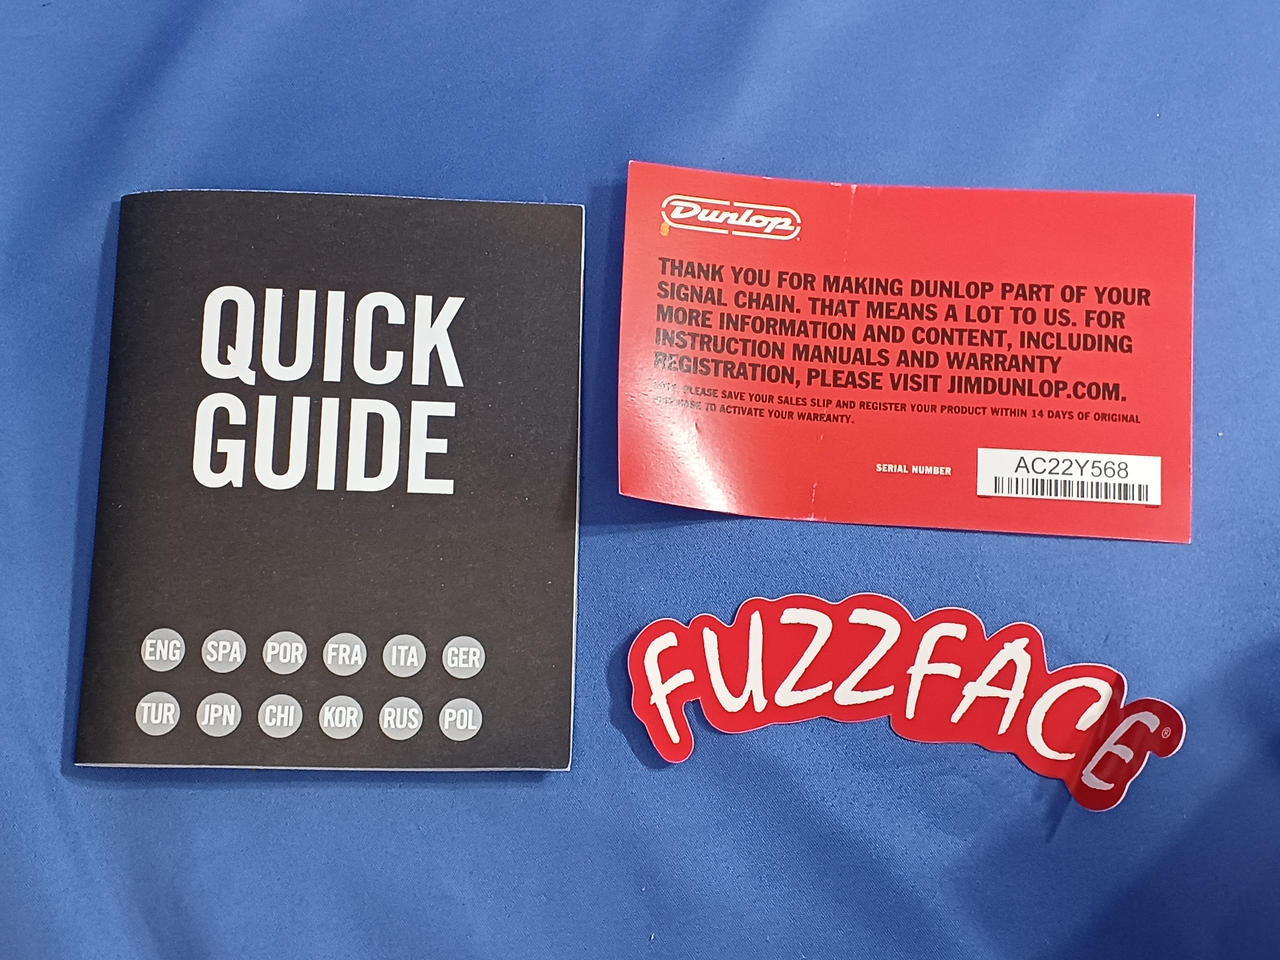 QUICK
GUIDE
ENG SPA POR FRA ITA GER
TUR JPN CHI KOR RUS POL
Dunlop
THANK YOU FOR MAKING DUNLOP PART OF YOUR
SIGNAL CHAIN. THAT MEANS A LOT TO US. FOR
MORE INFORMATION AND CONTENT, INCLUDING
INSTRUCTION MANUALS AND WARRANTY
REGISTRATION, PLEASE VISIT JIMDUNLOP.COM.
PLEASE SAVE YOUR SALES SLIP AND REGISTER YOUR PRODUCT WITHIN 14 DAYS OF ORIGINAL
TO ACTIVATE YOUR WARRANTY.
SERIAL NUMBER
AC22Y568
FUZZFACE®